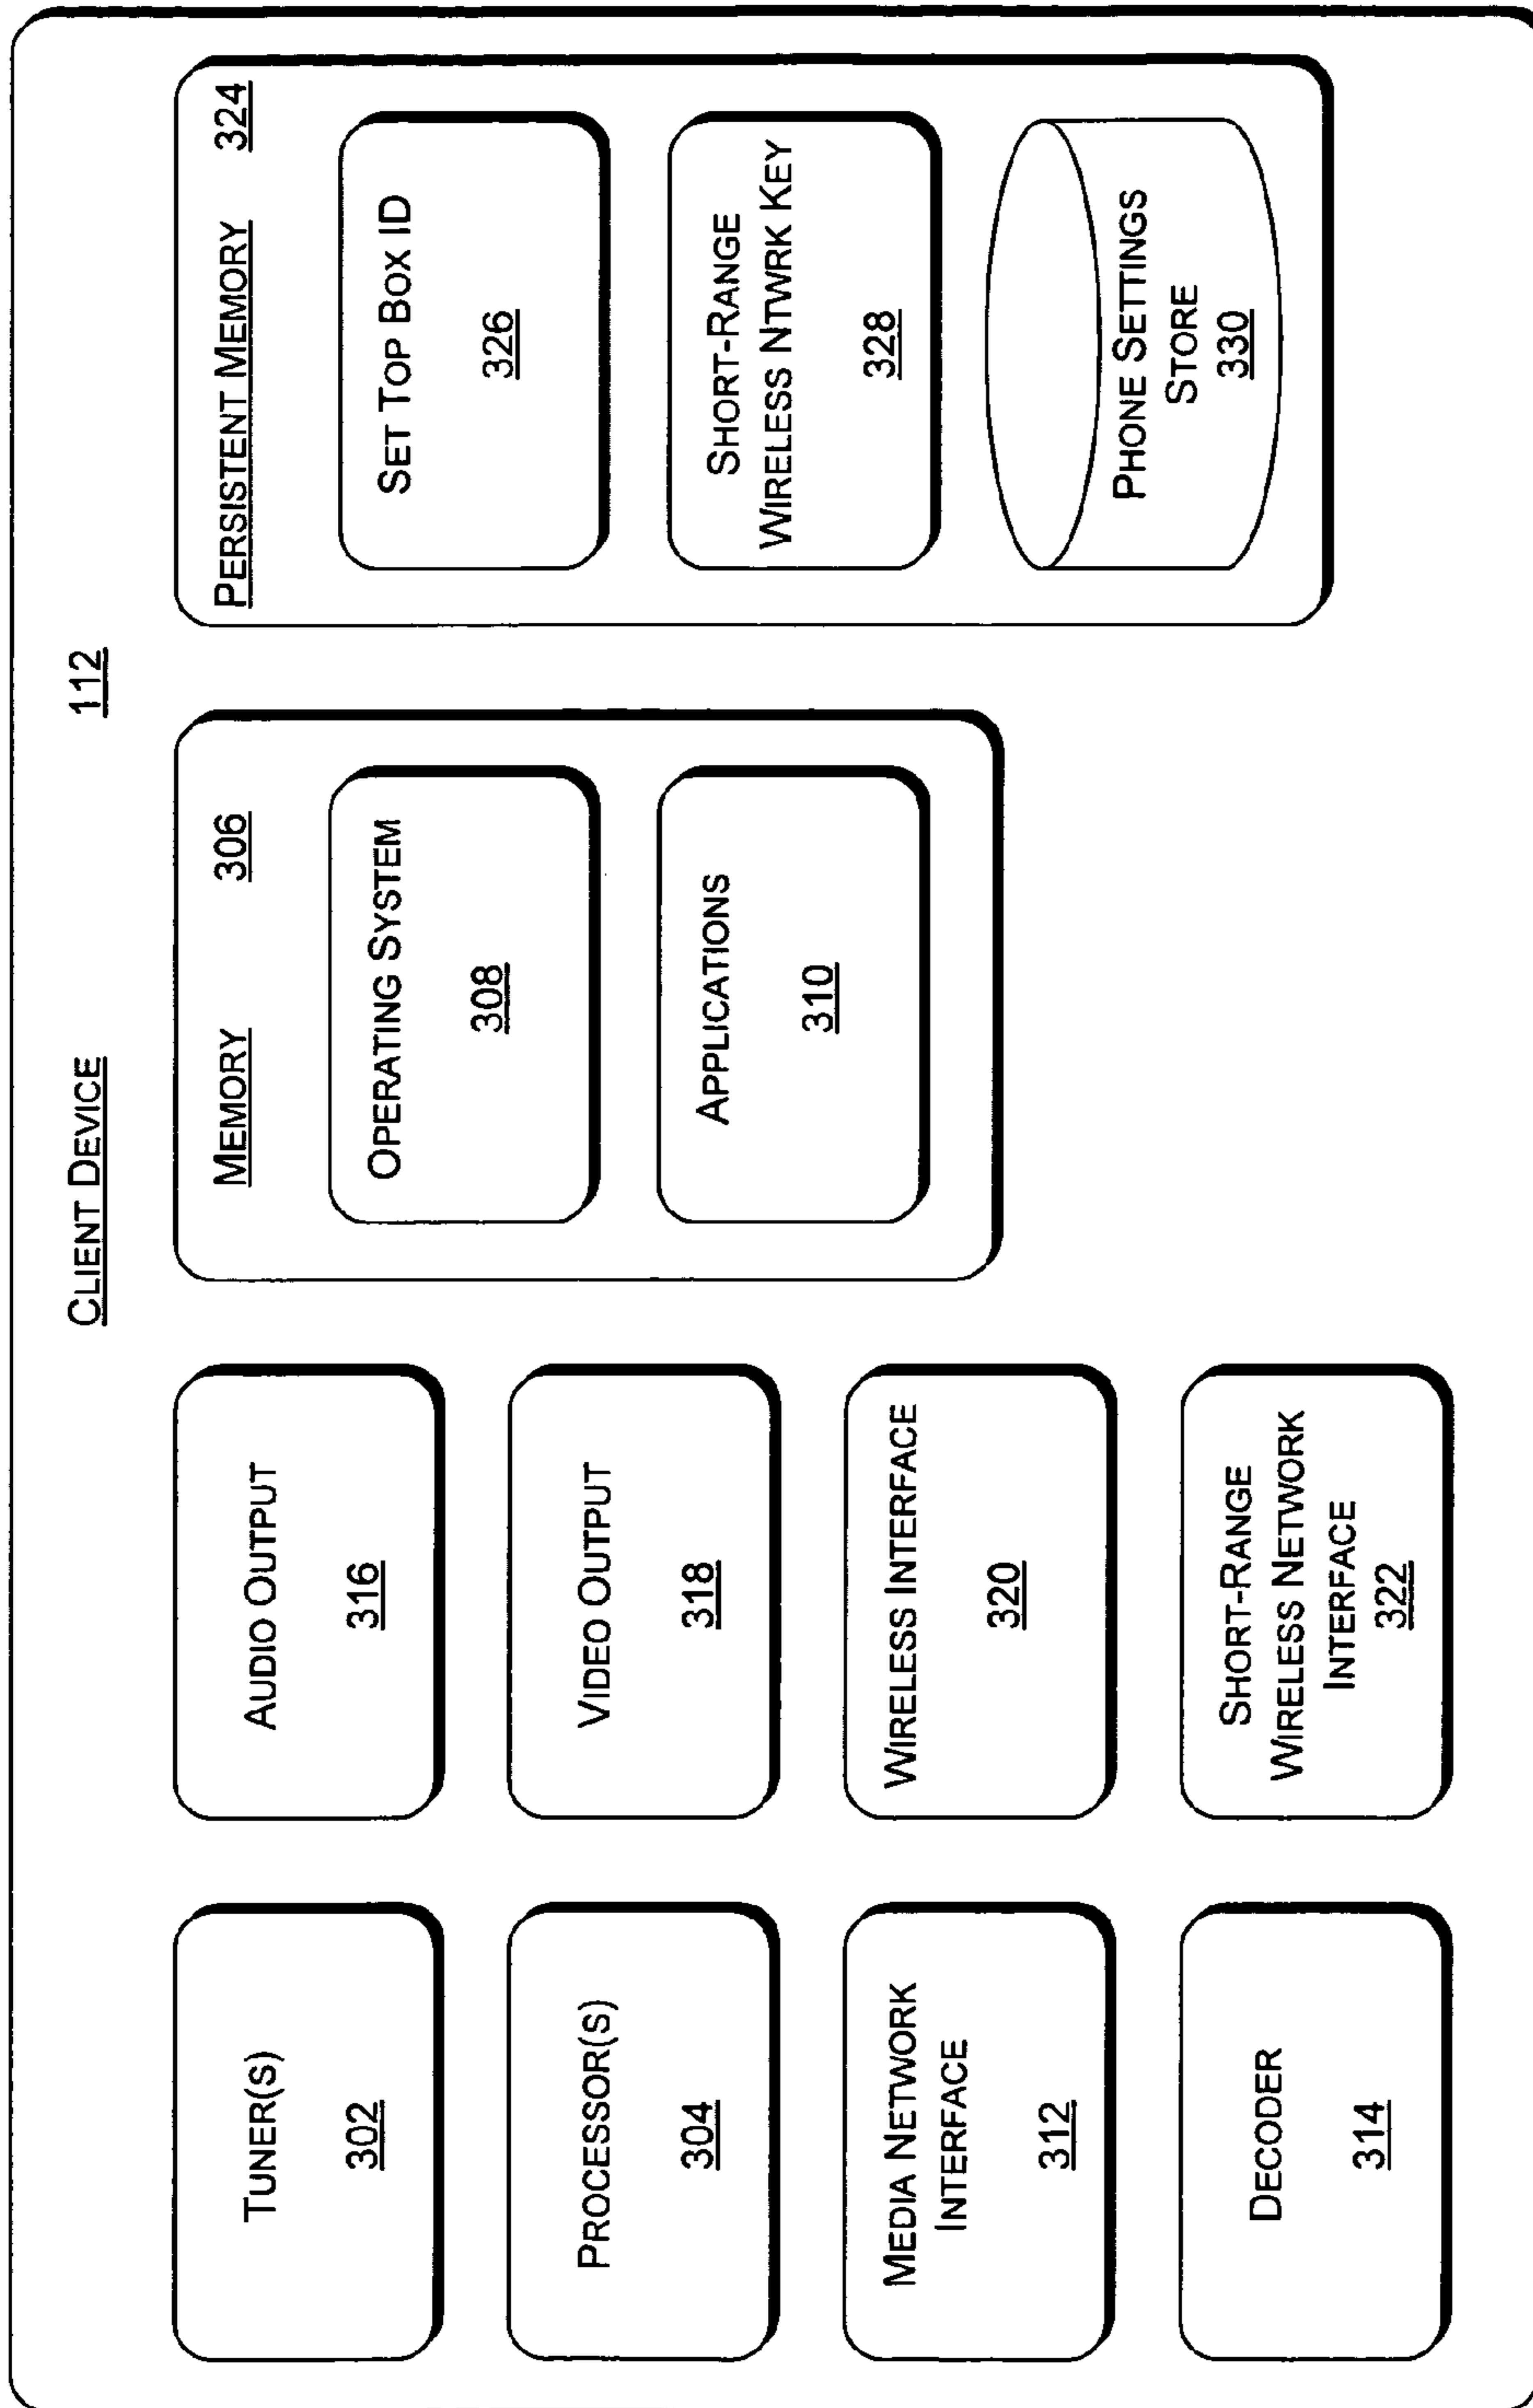 CLIENT DEVICE 112
TUNER(S)
302
PROCESSOR(S)
304
MEDIA NETWORK
INTERFACE
312
DECODER
314
AUDIO OUTPUT
316
VIDEO OUTPUT
318
WIRELESS INTERFACE
320
SHORT-RANGE
WIRELESS NETWORK
INTERFACE
322
MEMORY 306
OPERATING SYSTEM
308
APPLICATIONS
310
PERSISTENT MEMORY 324
SET TOP BOX ID
326
SHORT-RANGE
WIRELESS NTWRK KEY
328
PHONE SETTINGS
STORE
330